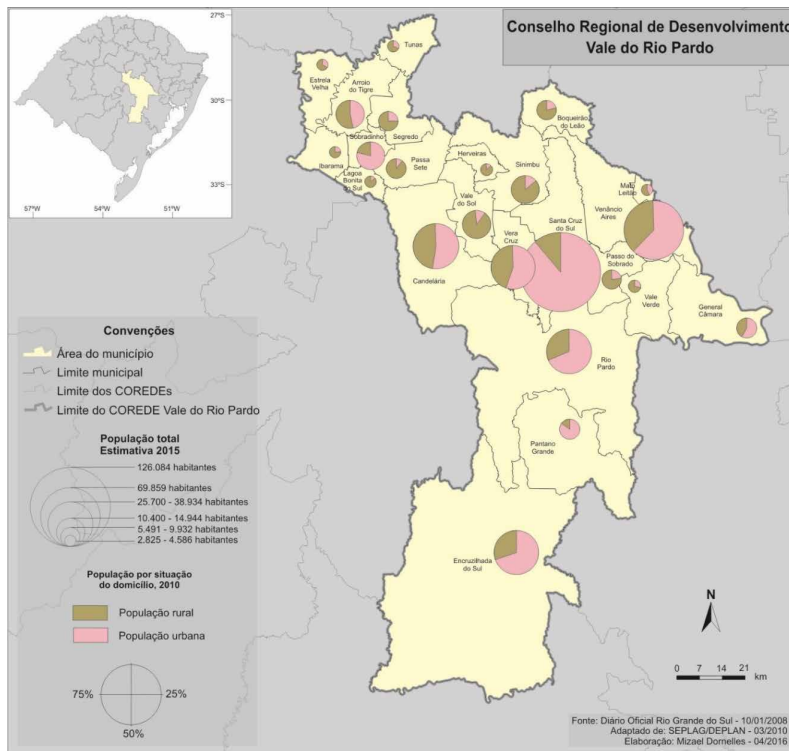 Conselho Regional de Desenvolvimento
Vale do Rio Pardo
27°S
30°S
33°S
57°W
54°W
51°W
Tunas
Estrela
Velha
Arroio
do Tigre
Segredo
Sobradinho
Ibarama
Lagoa
Bonita
do Sul
Passa
Sete
Boqueirão
do Leão
Herveiras
Sinimbu
Mato
Leitão
Venâncio
Aires
Vale
do Sol
Vera
Cruz
Santa Cruz
do Sul
Candelária
Passo do
Sobrado
Vale
Verde
General
Câmara
Rio
Pardo
Pantano
Grande
Encruzilhada
do Sul
Convenções
Área do município
Limite municipal
Limite dos COREDEs
Limite do COREDE Vale do Rio Pardo
População total
Estimativa 2015
126.084 habitantes
69.859 habitantes
25.700 - 38.934 habitantes
10.400 - 14.944 habitantes
5.491 - 9.932 habitantes
2.825 - 4.586 habitantes
População por situação
do domicílio, 2010
População rural
População urbana
75%
25%
50%
N
0 7 14 21
km
Fonte: Diário Oficial Rio Grande do Sul - 10/01/2008
Adaptado de: SEPLAG/DEPLAN - 03/2010
Elaboração: Mizael Dornelles - 04/2016